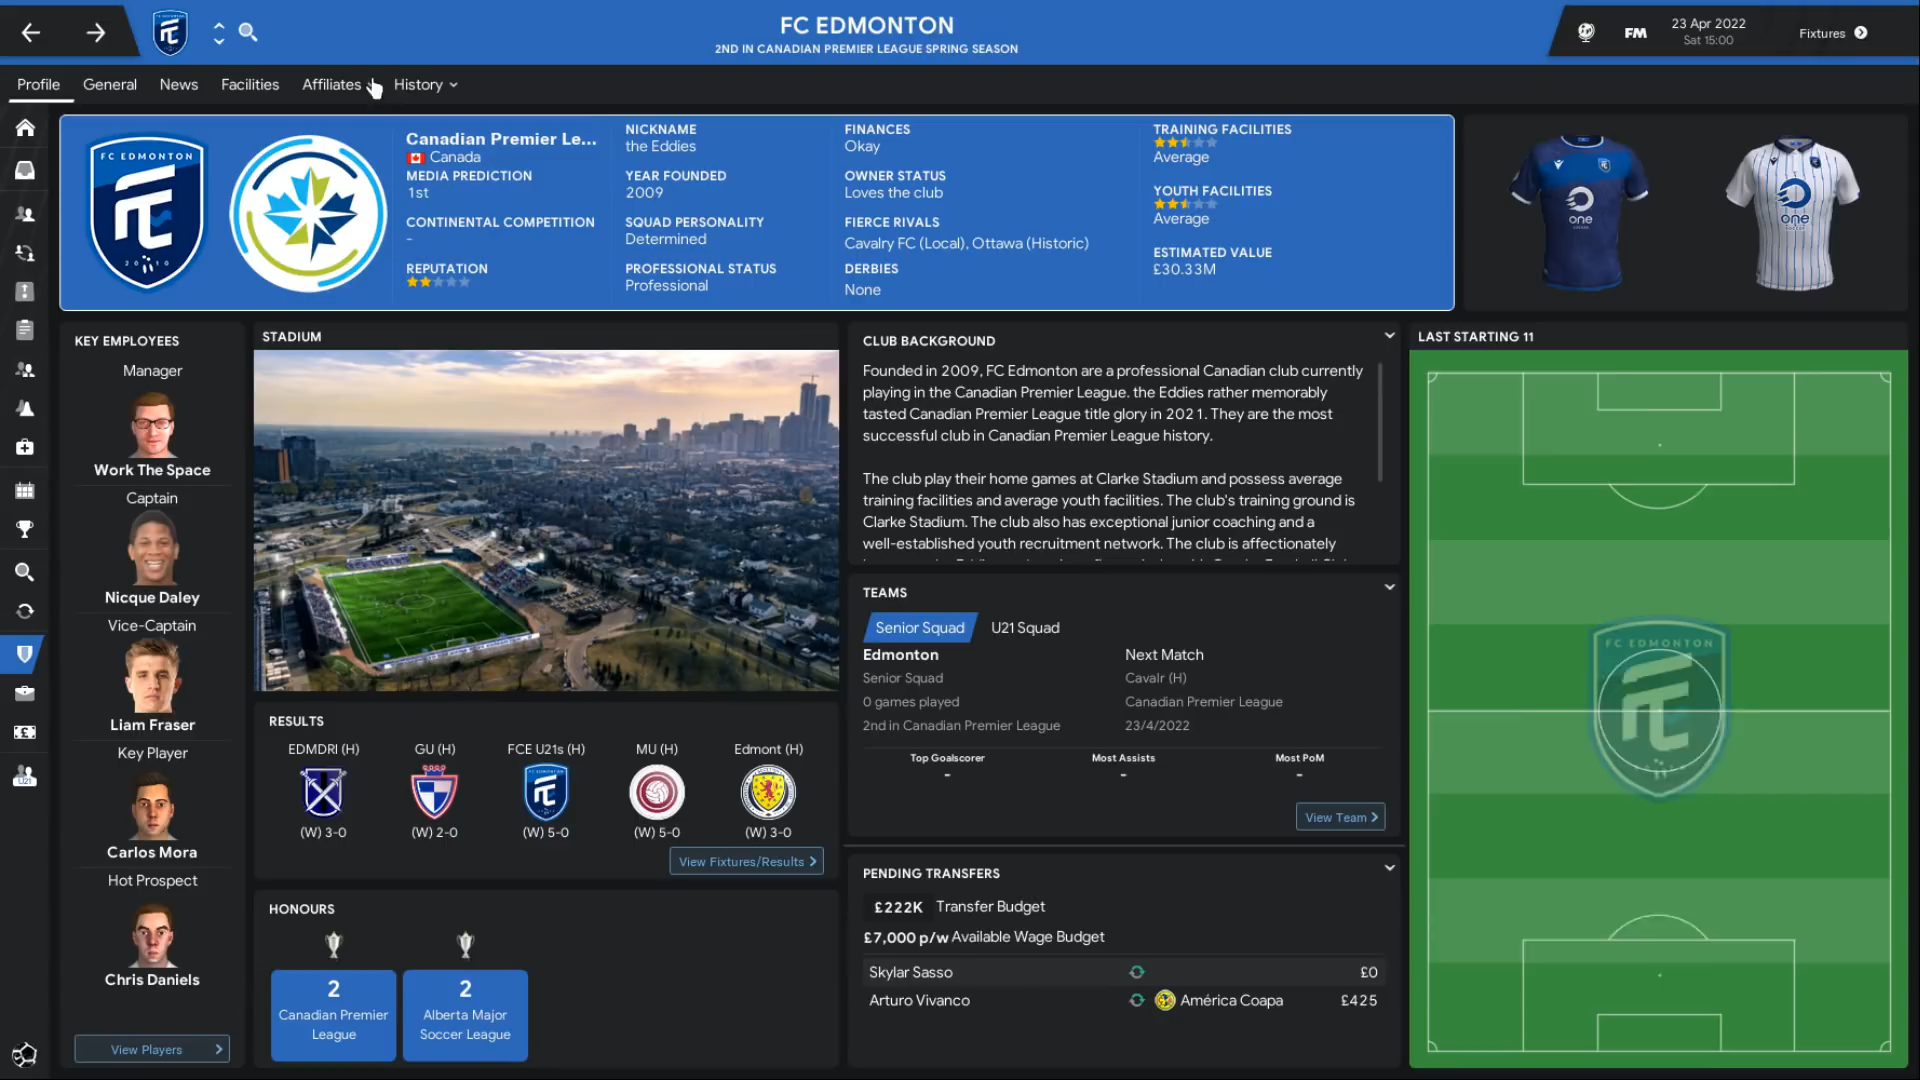 FC EDMONTON
2ND IN CANADIAN PREMIER LEAGUE SPRING SEASON
FM
23 Apr 2022
Sat 15:00
Fixtures
Profile
General
News
Facilities
Affiliates
History
FC EDMONTON
Canadian Premier Le...
Canada
MEDIA PREDICTION
1st
CONTINENTAL COMPETITION
-
REPUTATION
NICKNAME
the Eddies
YEAR FOUNDED
2009
SQUAD PERSONALITY
Determined
PROFESSIONAL STATUS
Professional
FINANCES
Okay
OWNER STATUS
Loves the club
FIERCE RIVALS
Cavalry FC (Local), Ottawa (Historic)
DERBIES
None
TRAINING FACILITIES
Average
YOUTH FACILITIES
Average
ESTIMATED VALUE
£30.33M
one
one
KEY EMPLOYEES
Manager
Work The Space
Captain
Nicque Daley
Vice-Captain
Liam Fraser
Key Player
Carlos Mora
Hot Prospect
Chris Daniels
View Players
STADIUM
RESULTS
EDMDRI (H)
GU (H)
FCE U21s (H)
MU (H)
Edmont (H)
(W) 3-0
(W) 2-0
(W) 5-0
(W) 5-0
(W) 3-0
View Fixtures/Results
HONOURS
2
Canadian Premier
League
2
Alberta Major
Soccer League
CLUB BACKGROUND
Founded in 2009, FC Edmonton are a professional Canadian club currently
playing in the Canadian Premier League. the Eddies rather memorably
tasted Canadian Premier League title glory in 2021. They are the most
successful club in Canadian Premier League history.
The club play their home games at Clarke Stadium and possess average
training facilities and average youth facilities. The club's training ground is
Clarke Stadium. The club also has exceptional junior coaching and a
well-established youth recruitment network. The club is affectionately
TEAMS
Senior Squad
U21 Squad
Edmonton
Senior Squad
0 games played
2nd in Canadian Premier League
Next Match
Cavalr (H)
Canadian Premier League
23/4/2022
Top Goalscorer
-
Most Assists
-
Most PoM
-
View Team
PENDING TRANSFERS
£222K Transfer Budget
£7,000 p/w Available Wage Budget
Skylar Sasso £0
Arturo Vivanco América Coapa £425
LAST STARTING 11
FC EDMONTON